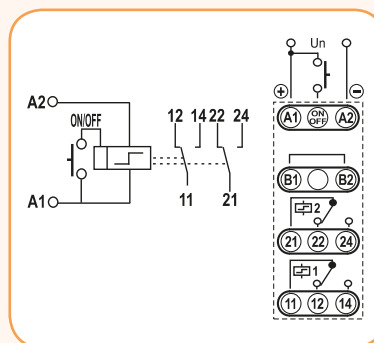 Un
A2
ON/OFF
12 14 22 24
A1
11
21
+ −
A1 ON OFF A2
B1 B2
2
21 22 24
1
11 12 14